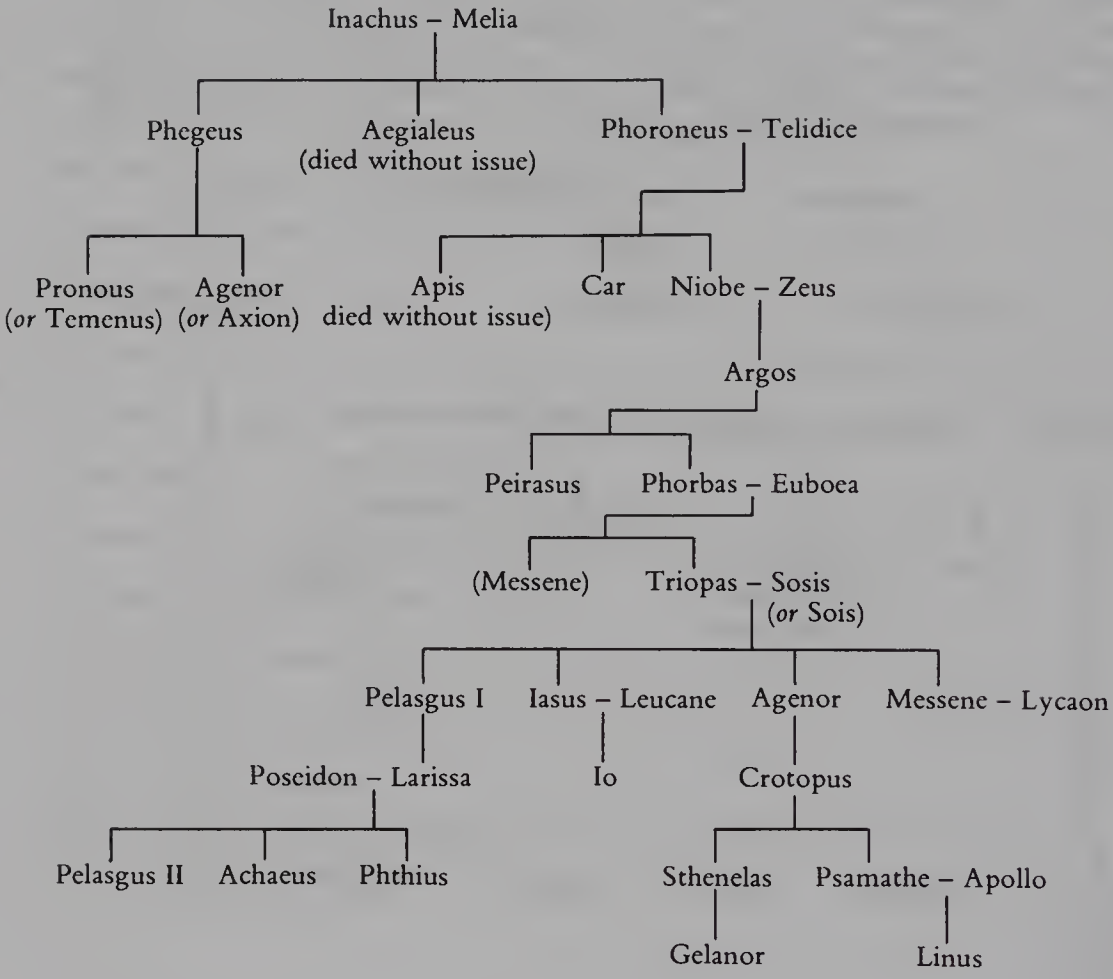 Inachus – Melia
Phegeus Aegialeus Phoroneus – Telidice
(died without issue)
Pronous Agenor Apis Car Niobe – Zeus
(or Temenus) (or Axion) died without issue)
Argos
Peirasus Phorbas – Euboea
(Messene) Triopas – Sosis
(or Sois)
Pelasgus I Iasus – Leucane Agenor Messene – Lycaon
Poseidon – Larissa Io Crotopus
Pelasgus II Achaeus Phthius Sthenelas Psamathe – Apollo
Gelanor Linus